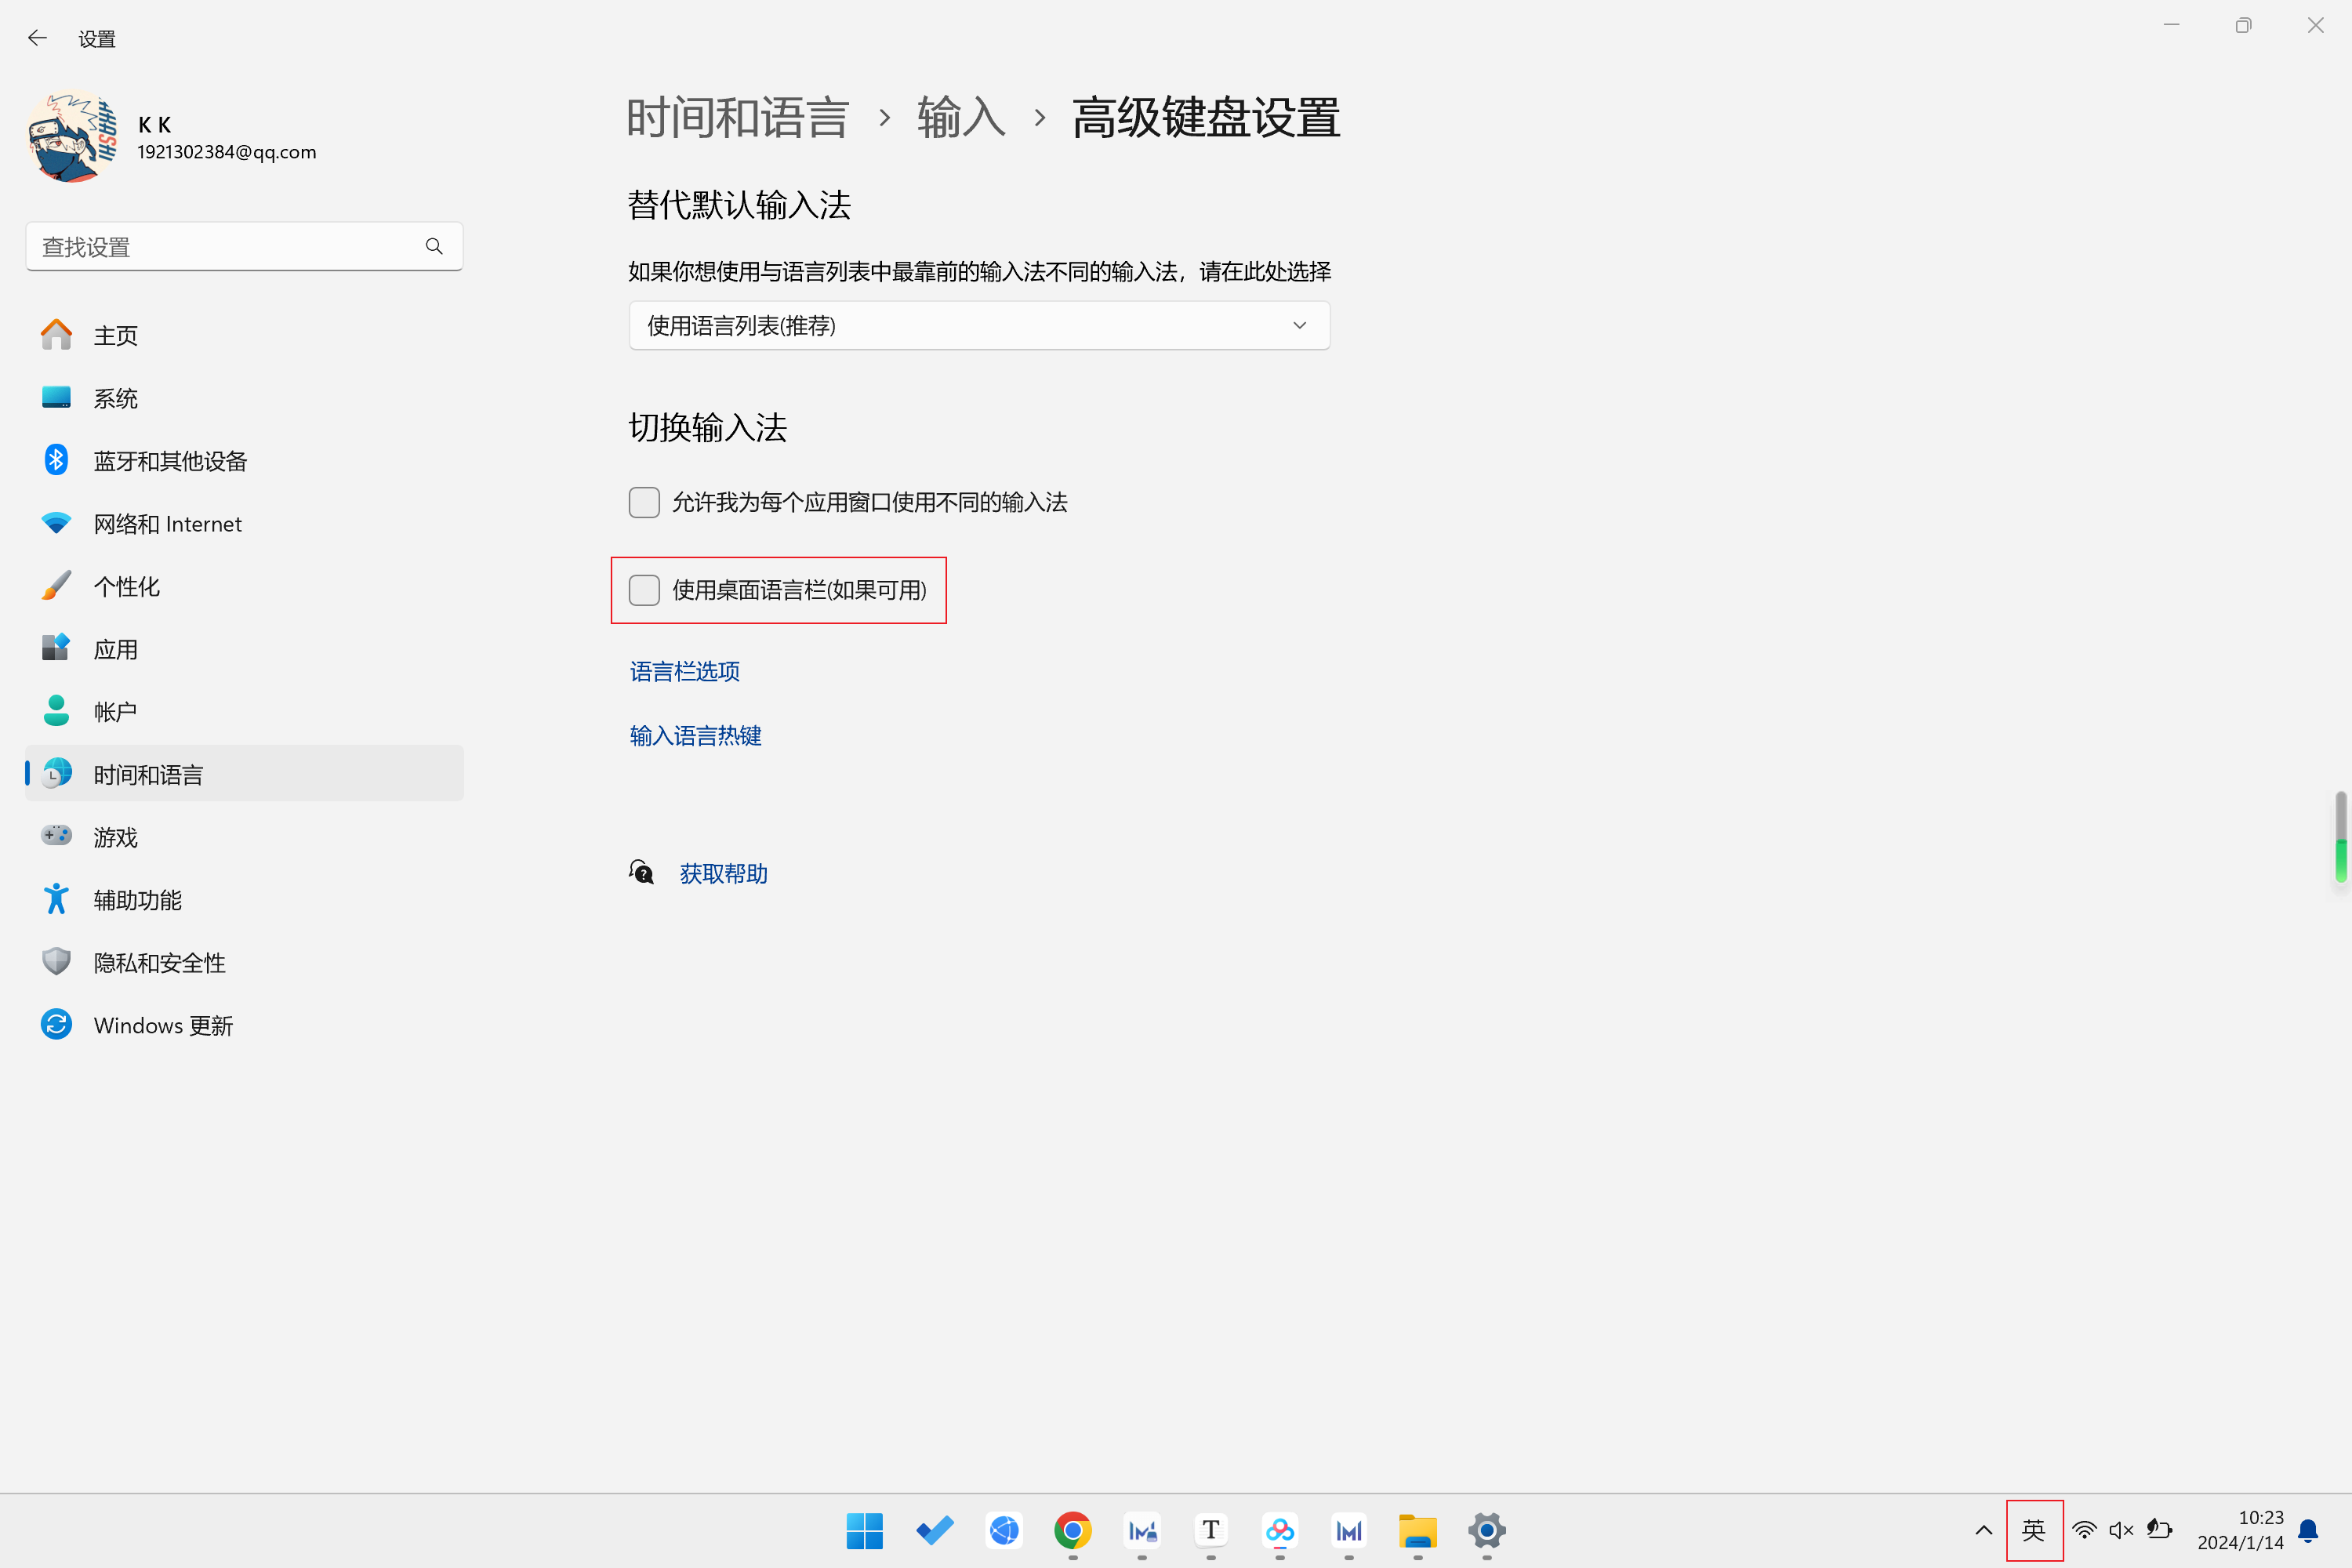 设置
K K
1921302384@qq.com
查找设置
主页
系统
蓝牙和其他设备
网络和 Internet
个性化
应用
帐户
时间和语言
游戏
辅助功能
隐私和安全性
Windows 更新
时间和语言 › 输入 › 高级键盘设置
替代默认输入法
如果你想使用与语言列表中最靠前的输入法不同的输入法，请在此处选择
使用语言列表(推荐)
切换输入法
允许我为每个应用窗口使用不同的输入法
使用桌面语言栏(如果可用)
语言栏选项
输入语言热键
获取帮助
T
英
10:23
2024/1/14